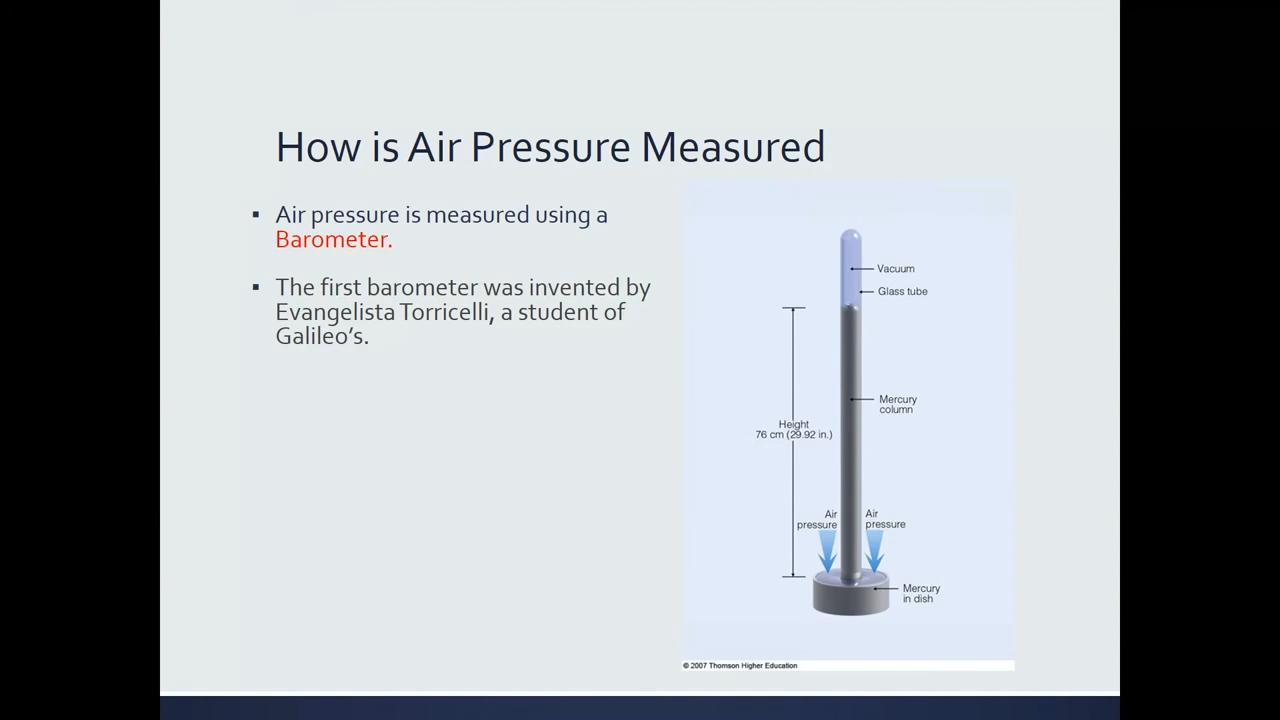 How is Air Pressure Measured
▪ Air pressure is measured using a
Barometer.
▪ The first barometer was invented by
Evangelista Torricelli, a student of
Galileo’s.
Vacuum
Glass tube
Mercury
column
Height
76 cm (29.92 in.)
Air
pressure
Air
pressure
Mercury
in dish
© 2007 Thomson Higher Education